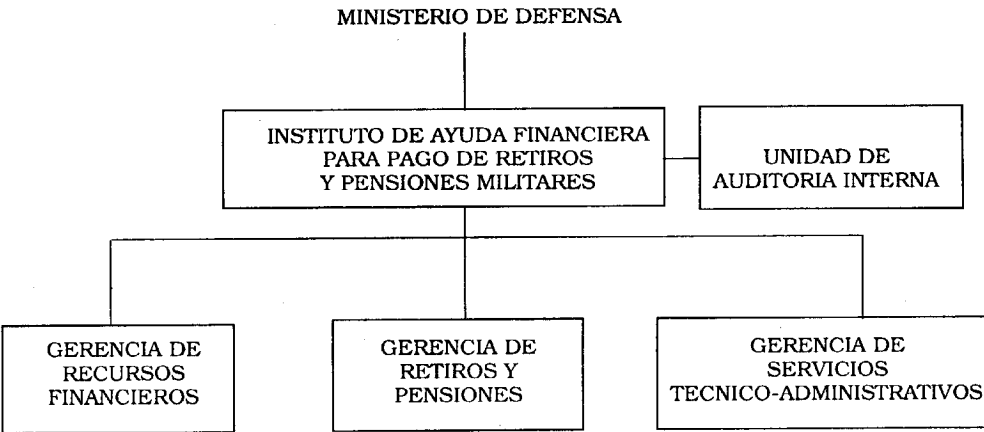 MINISTERIO DE DEFENSA
INSTITUTO DE AYUDA FINANCIERA
PARA PAGO DE RETIROS
Y PENSIONES MILITARES
UNIDAD DE
AUDITORIA INTERNA
GERENCIA DE
RECURSOS
FINANCIEROS
GERENCIA DE
RETIROS Y
PENSIONES
GERENCIA DE
SERVICIOS
TECNICO-ADMINISTRATIVOS